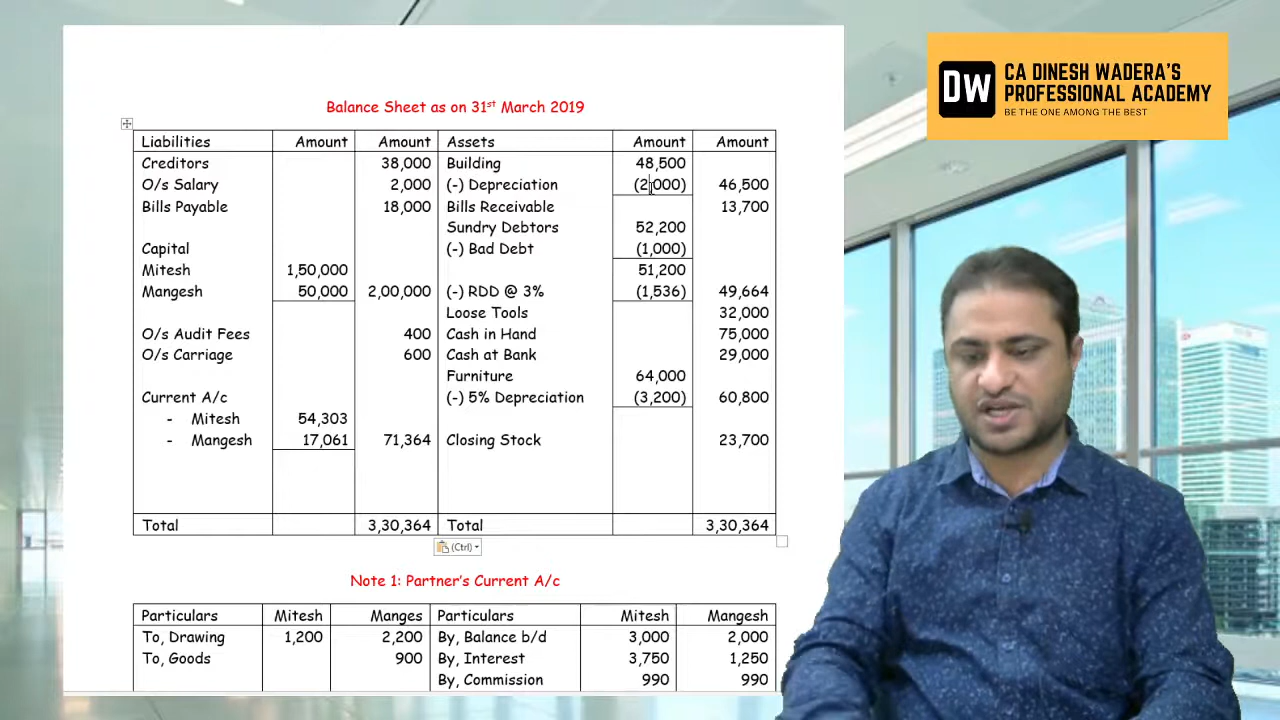 DW
CA DINESH WADERA'S
PROFESSIONAL ACADEMY
BE THE ONE AMONG THE BEST
Balance Sheet as on 31st March 2019
Liabilities Amount Amount Assets Amount Amount
Creditors 38,000 Building 48,500
O/s Salary 2,000 (-) Depreciation (2,000) 46,500
Bills Payable 18,000 Bills Receivable 13,700
Sundry Debtors 52,200
Capital (-) Bad Debt (1,000)
Mitesh 1,50,000 51,200
Mangesh 50,000 2,00,000 (-) RDD @ 3% (1,536) 49,664
Loose Tools 32,000
O/s Audit Fees 400 Cash in Hand 75,000
O/s Carriage 600 Cash at Bank 29,000
Furniture 64,000
Current A/c (-) 5% Depreciation (3,200) 60,800
- Mitesh 54,303
- Mangesh 17,061 71,364 Closing Stock 23,700
Total 3,30,364 Total 3,30,364
(Ctrl)
Note 1: Partner's Current A/c
Particulars Mitesh Manges Particulars Mitesh Mangesh
To, Drawing 1,200 2,200 By, Balance b/d 3,000 2,000
To, Goods 900 By, Interest 3,750 1,250
By, Commission 990 990